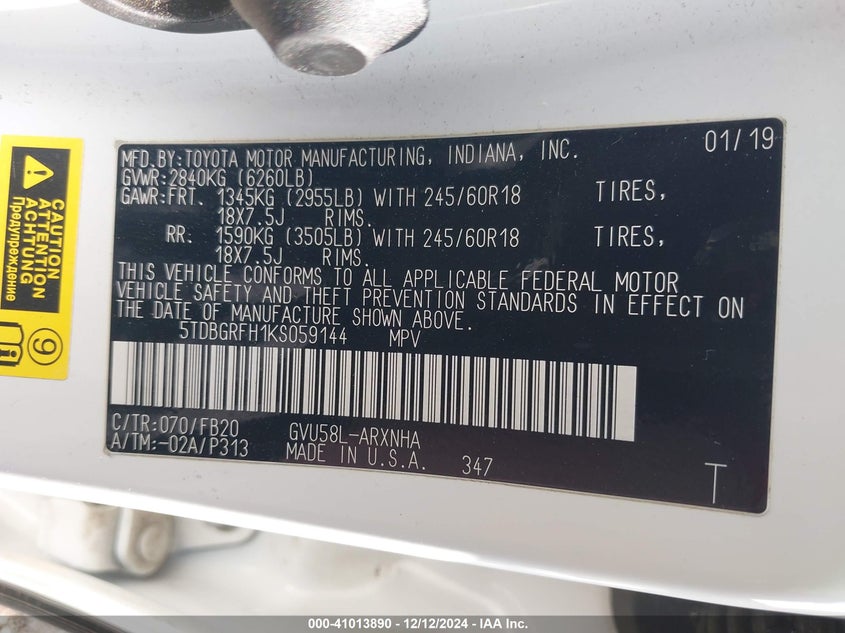 MFD.BY:TOYOTA MOTOR MANUFACTURING, INDIANA, INC. 01/19
GVWR:2840KG (6260LB)
GAWR:FRT. 1345KG (2955LB) WITH 245/60R18 TIRES,
18X7.5J RIMS.
RR. 1590KG (3505LB) WITH 245/60R18 TIRES,
18X7.5J RIMS.
THIS VEHICLE CONFORMS TO ALL APPLICABLE FEDERAL MOTOR
VEHICLE SAFETY AND THEFT PREVENTION STANDARDS IN EFFECT ON
THE DATE OF MANUFACTURE SHOWN ABOVE.
5TDBGRFH1KS059144 MPV
C/TR:070/FB20 GVU58L-ARXNHA
A/TM:-02A/P313 MADE IN U.S.A. 347 T
CAUTION
ATTENTION
ACHTUNG
Предупреждение
9
000-41013890 - 12/12/2024 - IAA Inc.